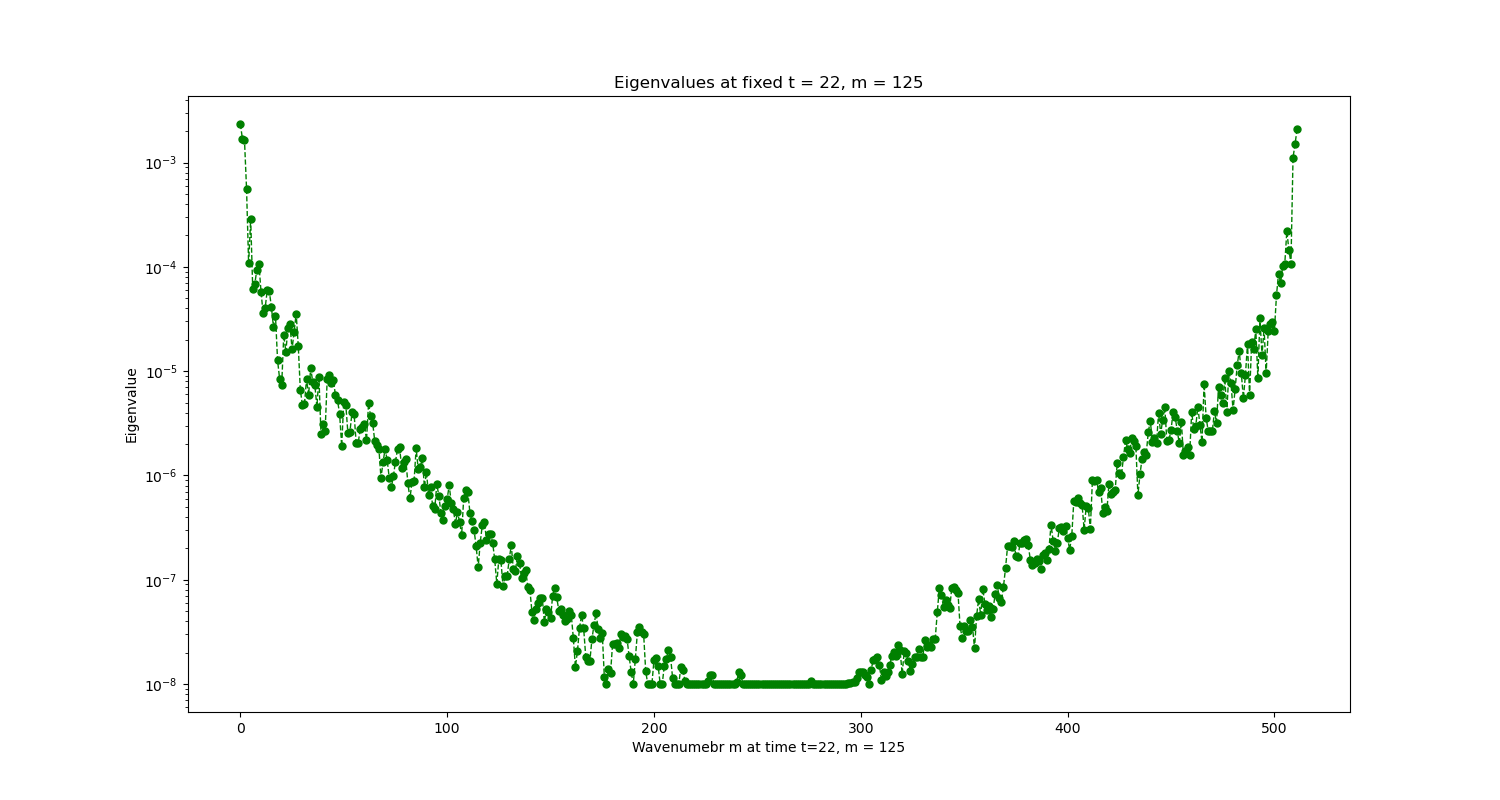 Eigenvalues at fixed t = 22, m = 125
Eigenvalue
10⁻³
10⁻⁴
10⁻⁵
10⁻⁶
10⁻⁷
10⁻⁸
0 100 200 300 400 500
Wavenumebr m at time t=22, m = 125